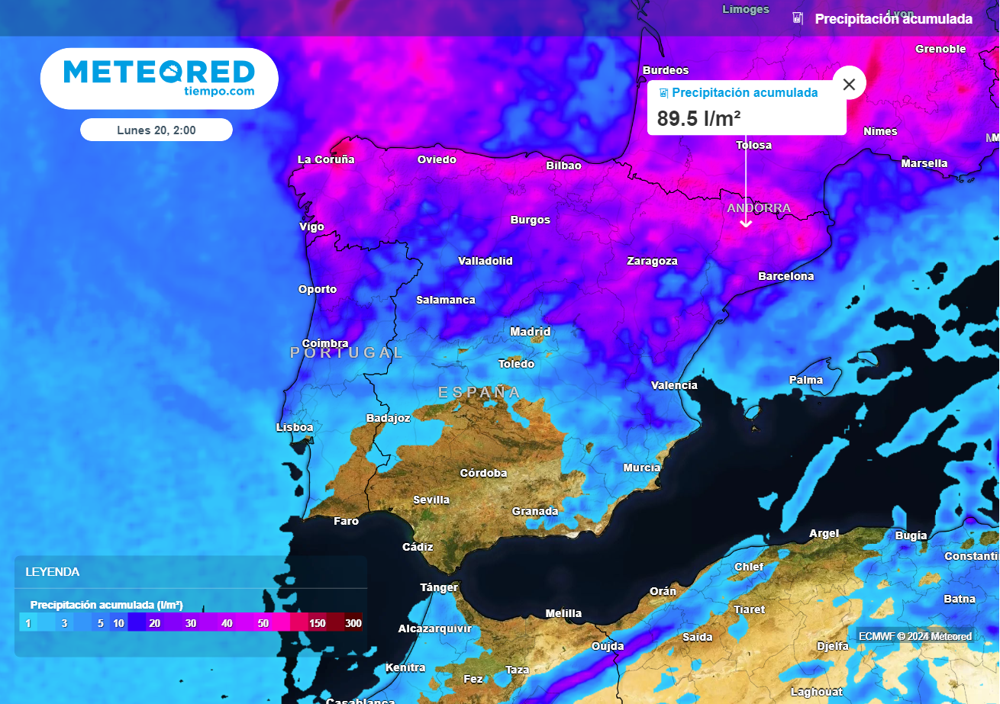 Limoges
Lyon
Precipitación acumulada
Grenoble
METEORED
tiempo.com
Burdeos
Precipitación acumulada
89.5 l/m²
Lunes 20, 2:00
Nimes
Tolosa
La Coruña
Oviedo
Bilbao
Marsella
ANDORRA
Vigo
Burgos
Valladolid
Zaragoza
Barcelona
Oporto
Salamanca
Madrid
Coímbra
PORTUGAL
Toledo
Palma
Valencia
ESPAÑA
Badajoz
Lisboa
Murcia
Córdoba
Sevilla
Granada
Faro
Argel
Bugía
Cádiz
Constanti
Chlef
LEYENDA
Tánger
Orán
Batna
Precipitación acumulada (l/m²)
1 3 5 10 20 30 40 50 150 300
Melilla
Tiaret
Alcazarquivir
Saida
ECMWF © 2024 Meteored
Oujda
Djelfa
Kenitra
Taza
Fez
Laghouat
Casablanca